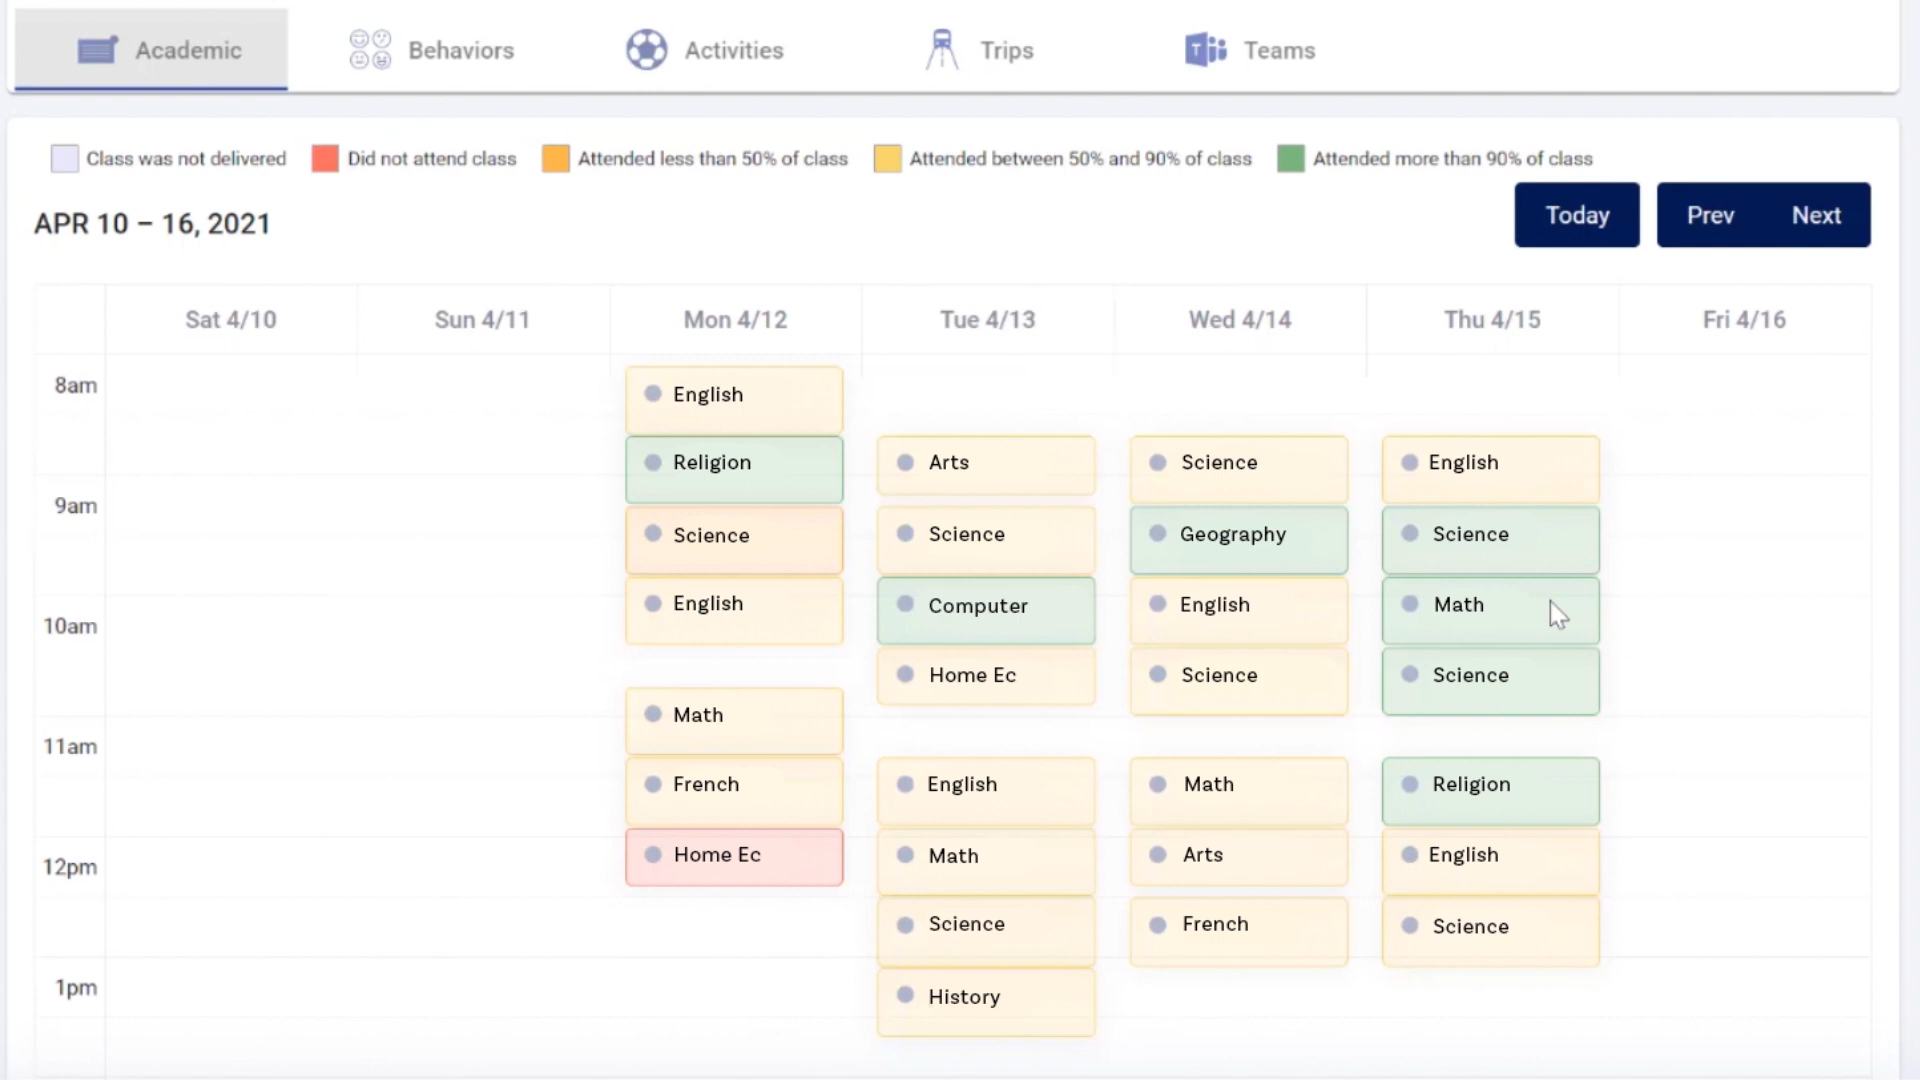 Academic Behaviors Activities Trips Teams
Class was not delivered Did not attend class Attended less than 50% of class Attended between 50% and 90% of class Attended more than 90% of class
APR 10 – 16, 2021 Today Prev Next
Sat 4/10 Sun 4/11 Mon 4/12 Tue 4/13 Wed 4/14 Thu 4/15 Fri 4/16
8am English
Religion Arts Science English
9am
Science Science Geography Science
English Computer English Math
10am
Home Ec Science Science
Math
11am
French English Math Religion
Home Ec Math Arts English
12pm
Science French Science
1pm History